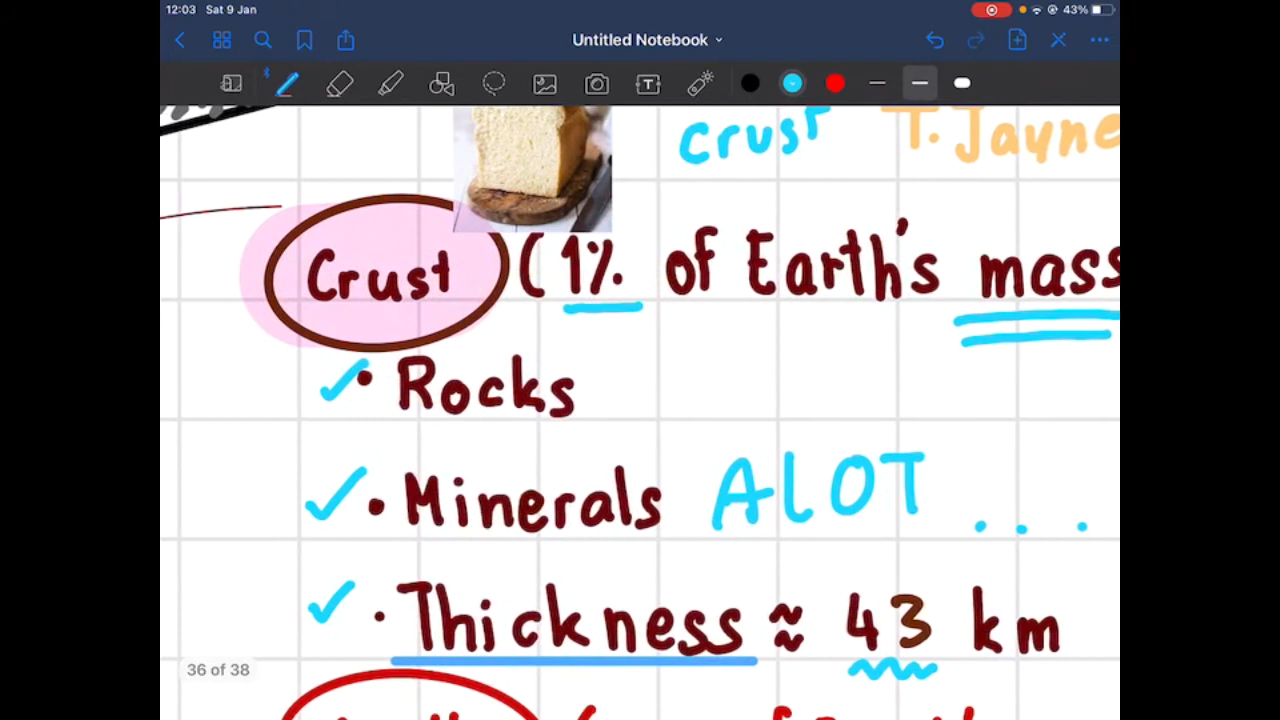 12:03 Sat 9 Jan 43%
Untitled Notebook
T
Crust T. Jayne
Crust (1% of Earth's mass
• Rocks
• Minerals AlOT ...
• Thickness ≈ 43 km
36 of 38